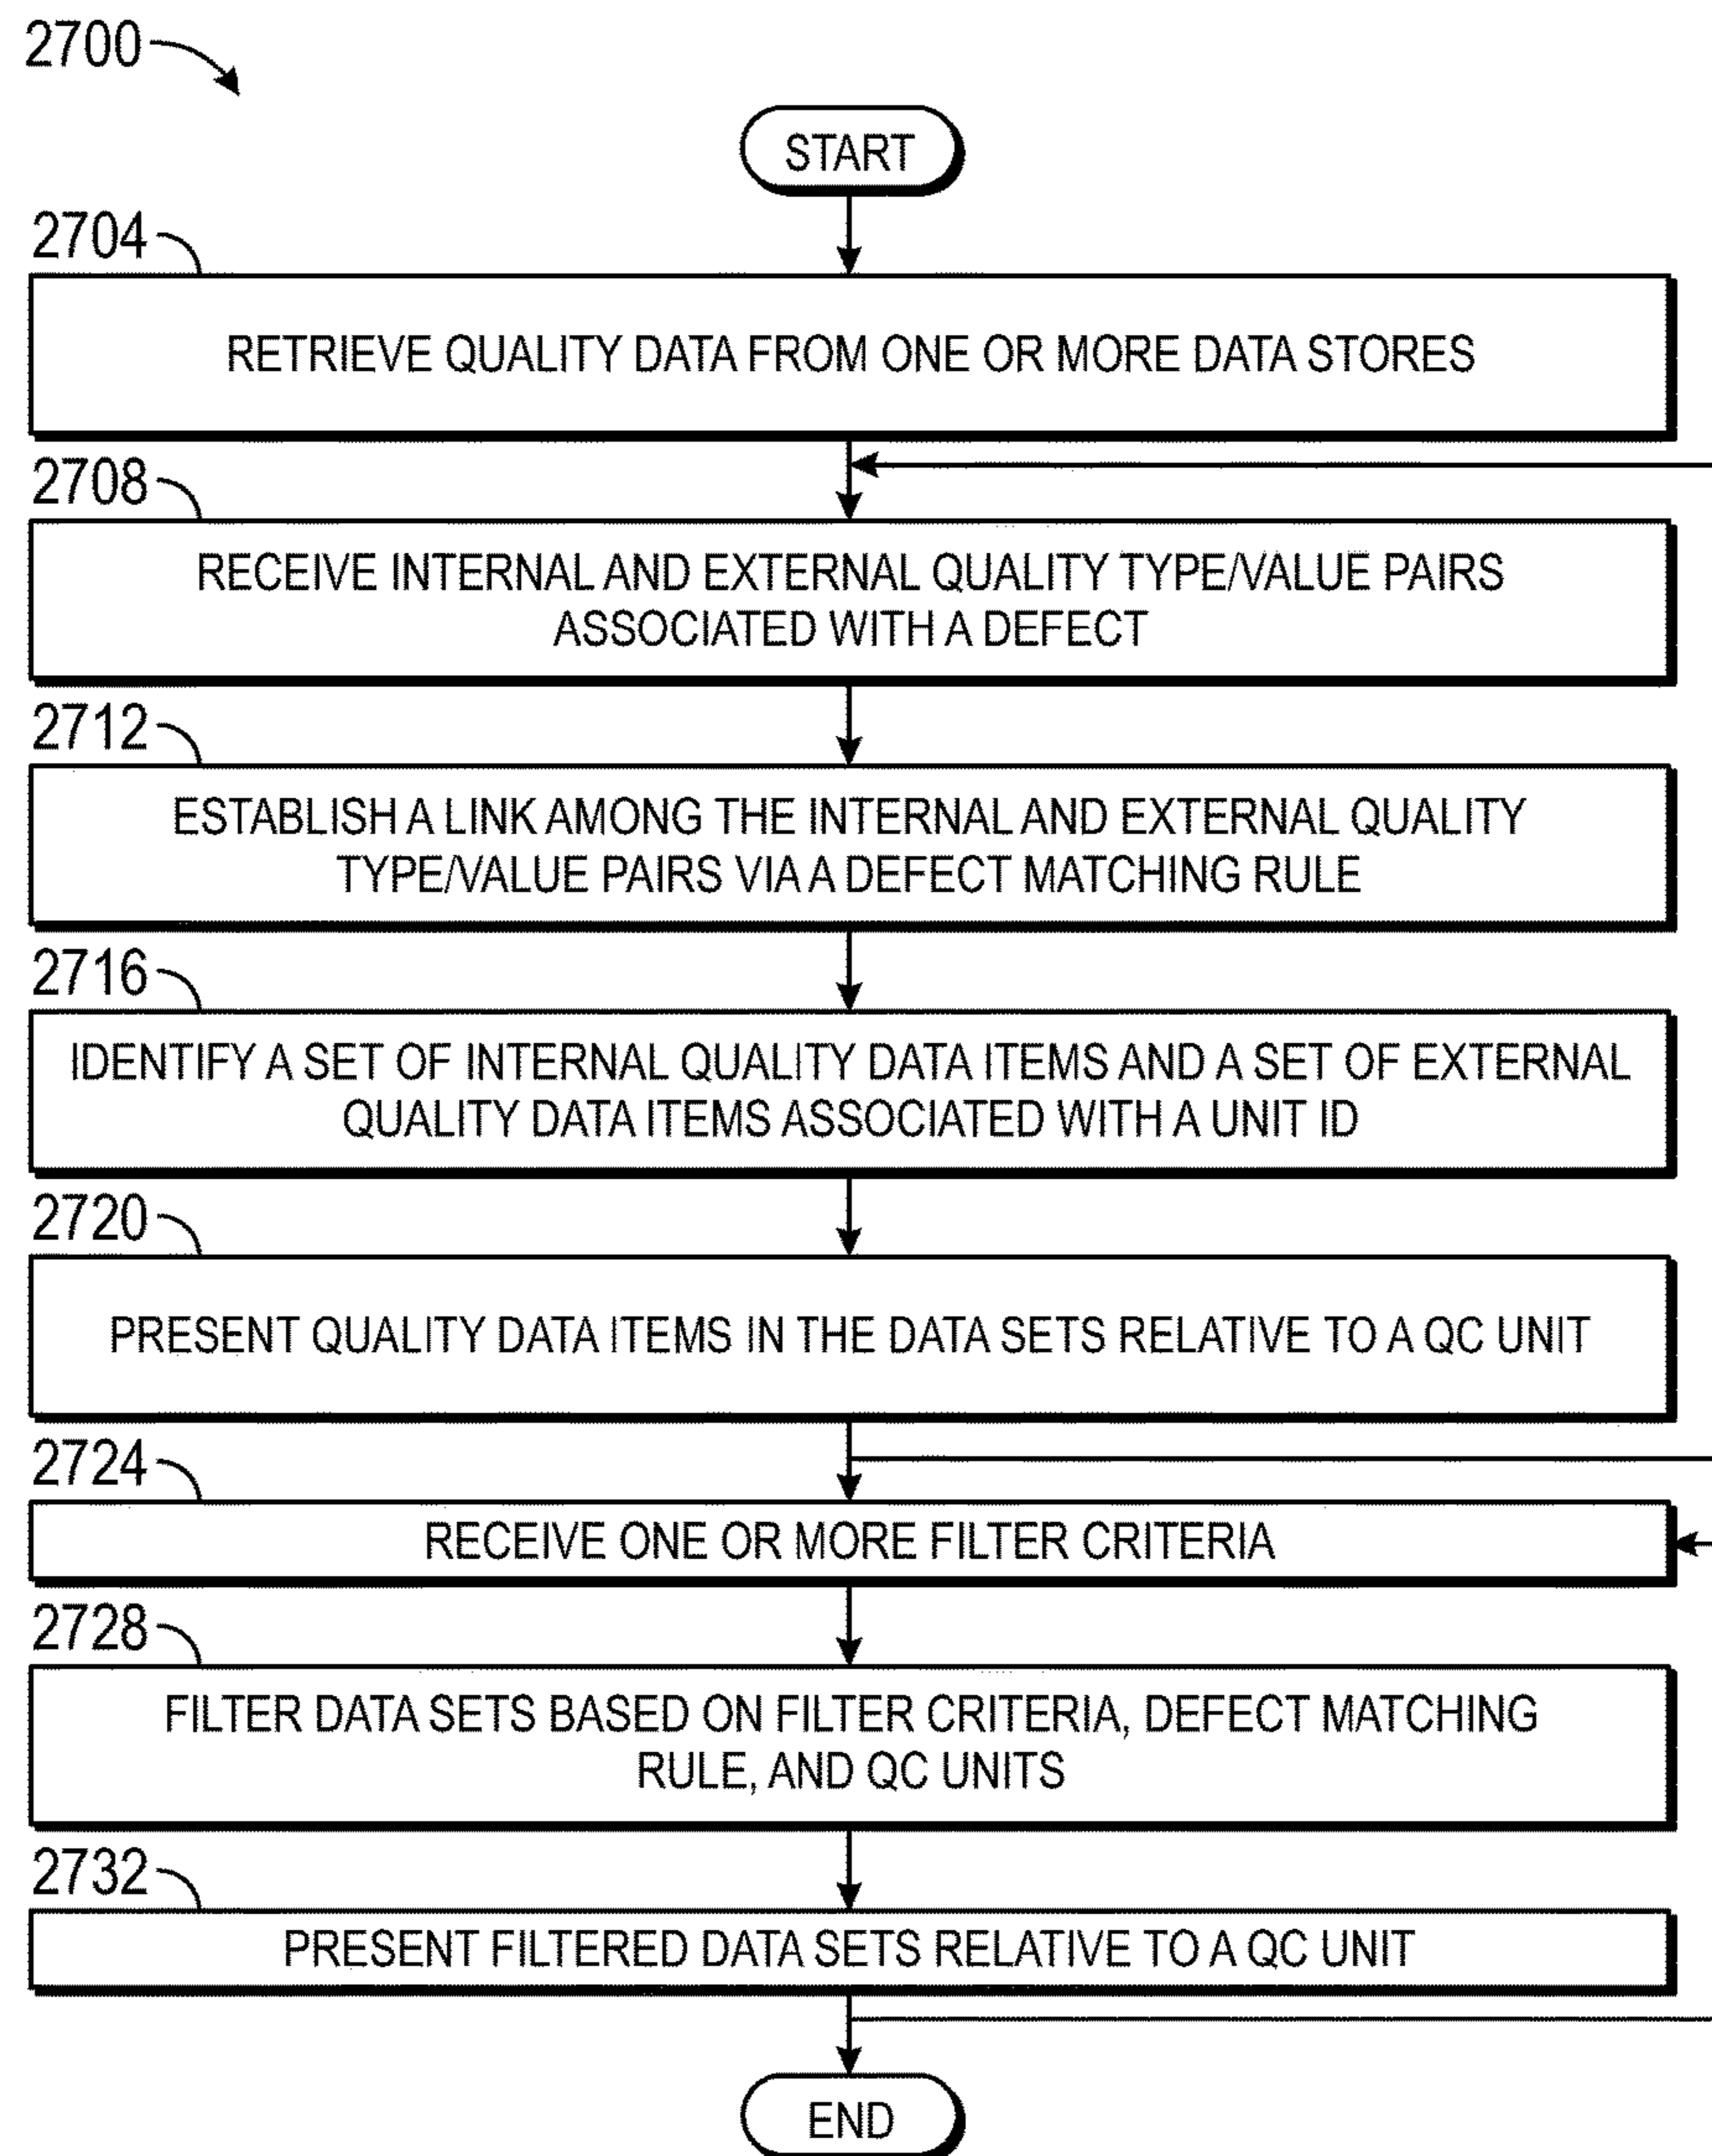 2700
START
2704
RETRIEVE QUALITY DATA FROM ONE OR MORE DATA STORES
2708
RECEIVE INTERNAL AND EXTERNAL QUALITY TYPE/VALUE PAIRS
ASSOCIATED WITH A DEFECT
2712
ESTABLISH A LINK AMONG THE INTERNAL AND EXTERNAL QUALITY
TYPE/VALUE PAIRS VIA A DEFECT MATCHING RULE
2716
IDENTIFY A SET OF INTERNAL QUALITY DATA ITEMS AND A SET OF EXTERNAL
QUALITY DATA ITEMS ASSOCIATED WITH A UNIT ID
2720
PRESENT QUALITY DATA ITEMS IN THE DATA SETS RELATIVE TO A QC UNIT
2724
RECEIVE ONE OR MORE FILTER CRITERIA
2728
FILTER DATA SETS BASED ON FILTER CRITERIA, DEFECT MATCHING
RULE, AND QC UNITS
2732
PRESENT FILTERED DATA SETS RELATIVE TO A QC UNIT
END